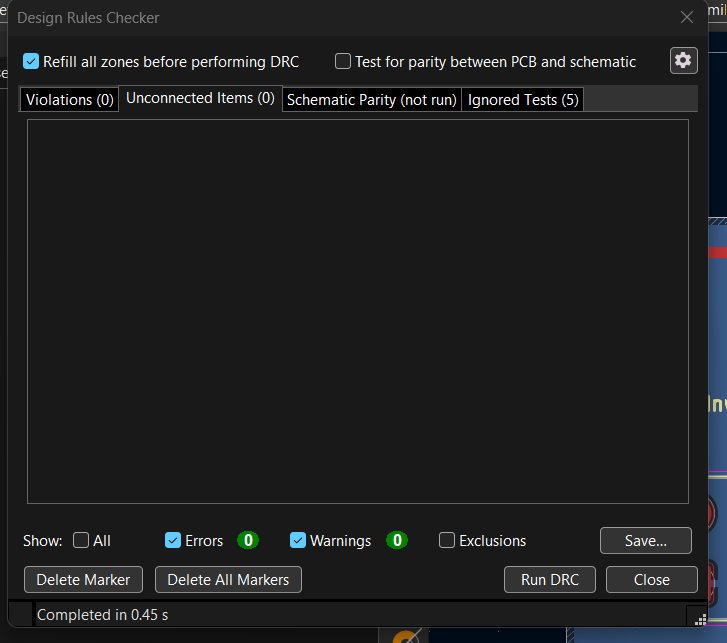 Design Rules Checker
Refill all zones before performing DRC
Test for parity between PCB and schematic
Violations (0)
Unconnected Items (0)
Schematic Parity (not run)
Ignored Tests (5)
Show:
All
Errors
0
Warnings
0
Exclusions
Save...
Delete Marker
Delete All Markers
Run DRC
Close
Completed in 0.45 s